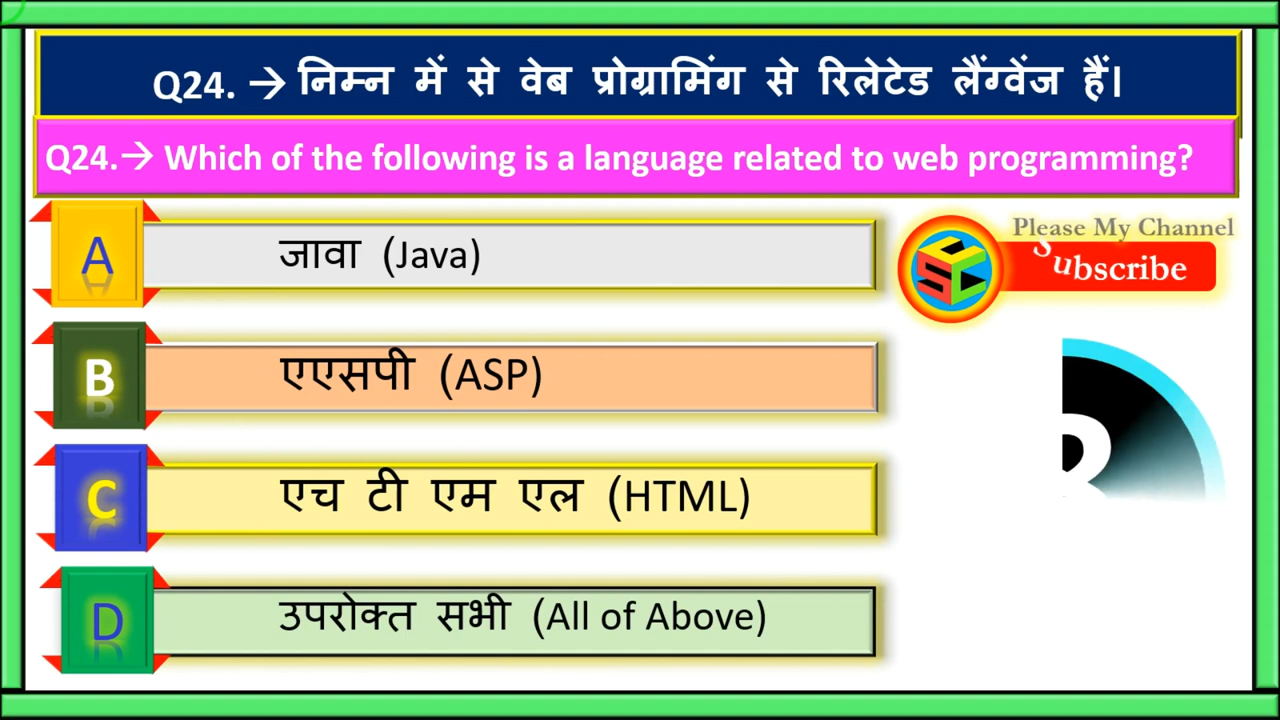 Q24. → निम्न में से वेब प्रोग्रामिंग से रिलेटेड लैंग्वेंज हैं।
Q24.→ Which of the following is a language related to web programming?
A जावा (Java)
Please My Channel
Subscribe
B एएसपी (ASP)
C एच टी एम एल (HTML)
D उपरोक्त सभी (All of Above)